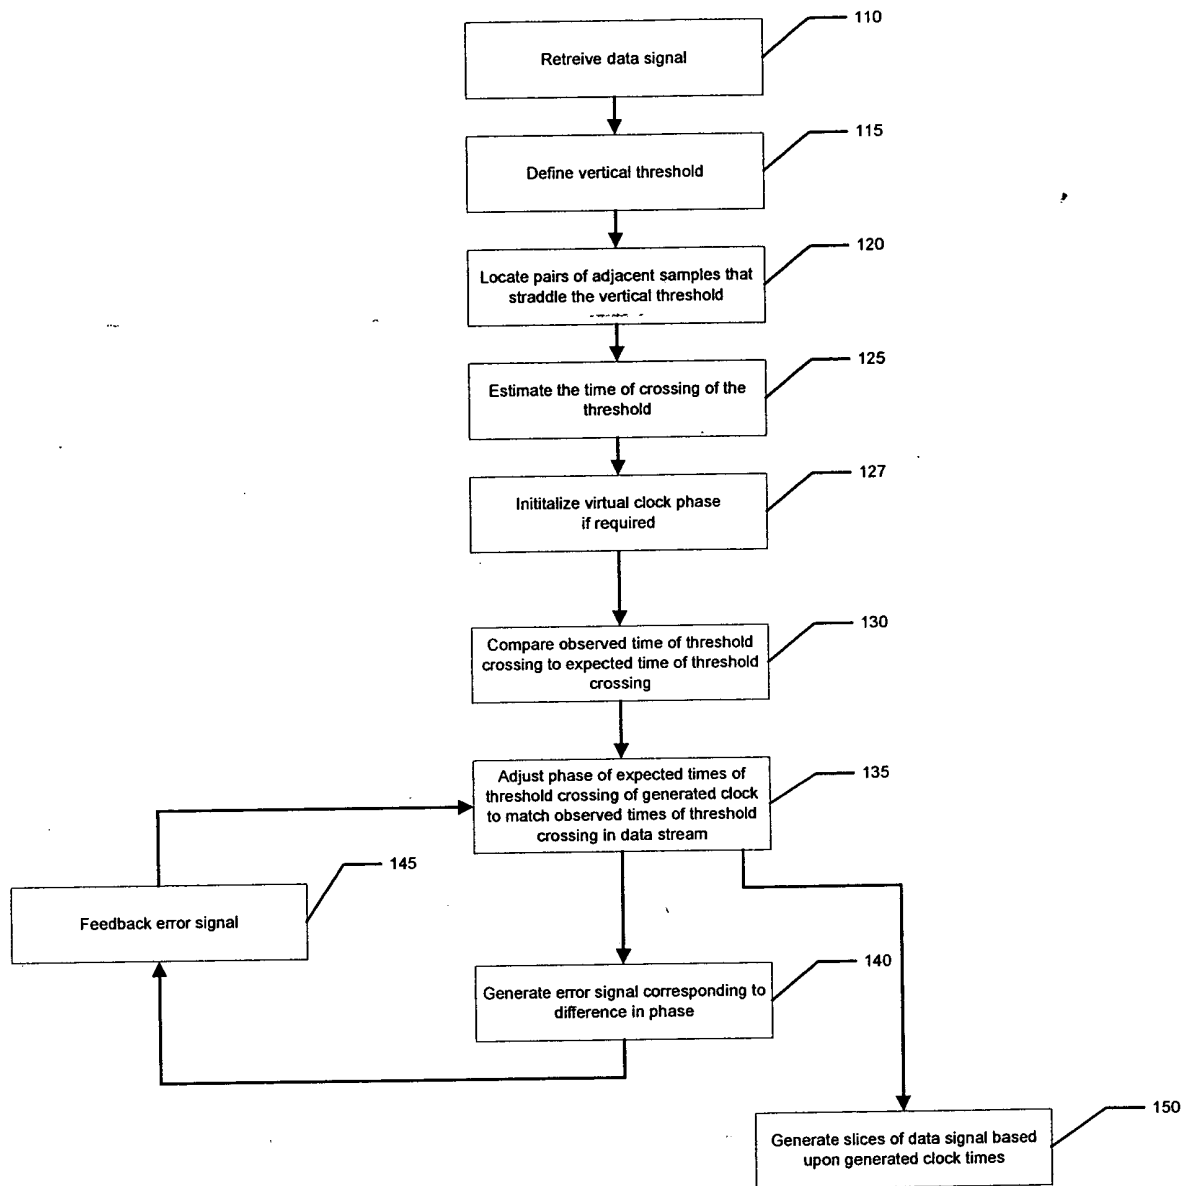 110
Retreive data signal
115
Define vertical threshold
120
Locate pairs of adjacent samples that
straddle the vertical threshold
125
Estimate the time of crossing of the
threshold
127
Inititalize virtual clock phase
if required
130
Compare observed time of threshold
crossing to expected time of threshold
crossing
135
Adjust phase of expected times of
threshold crossing of generated clock
to match observed times of threshold
crossing in data stream
145
Feedback error signal
140
Generate error signal corresponding to
difference in phase
150
Generate slices of data signal based
upon generated clock times